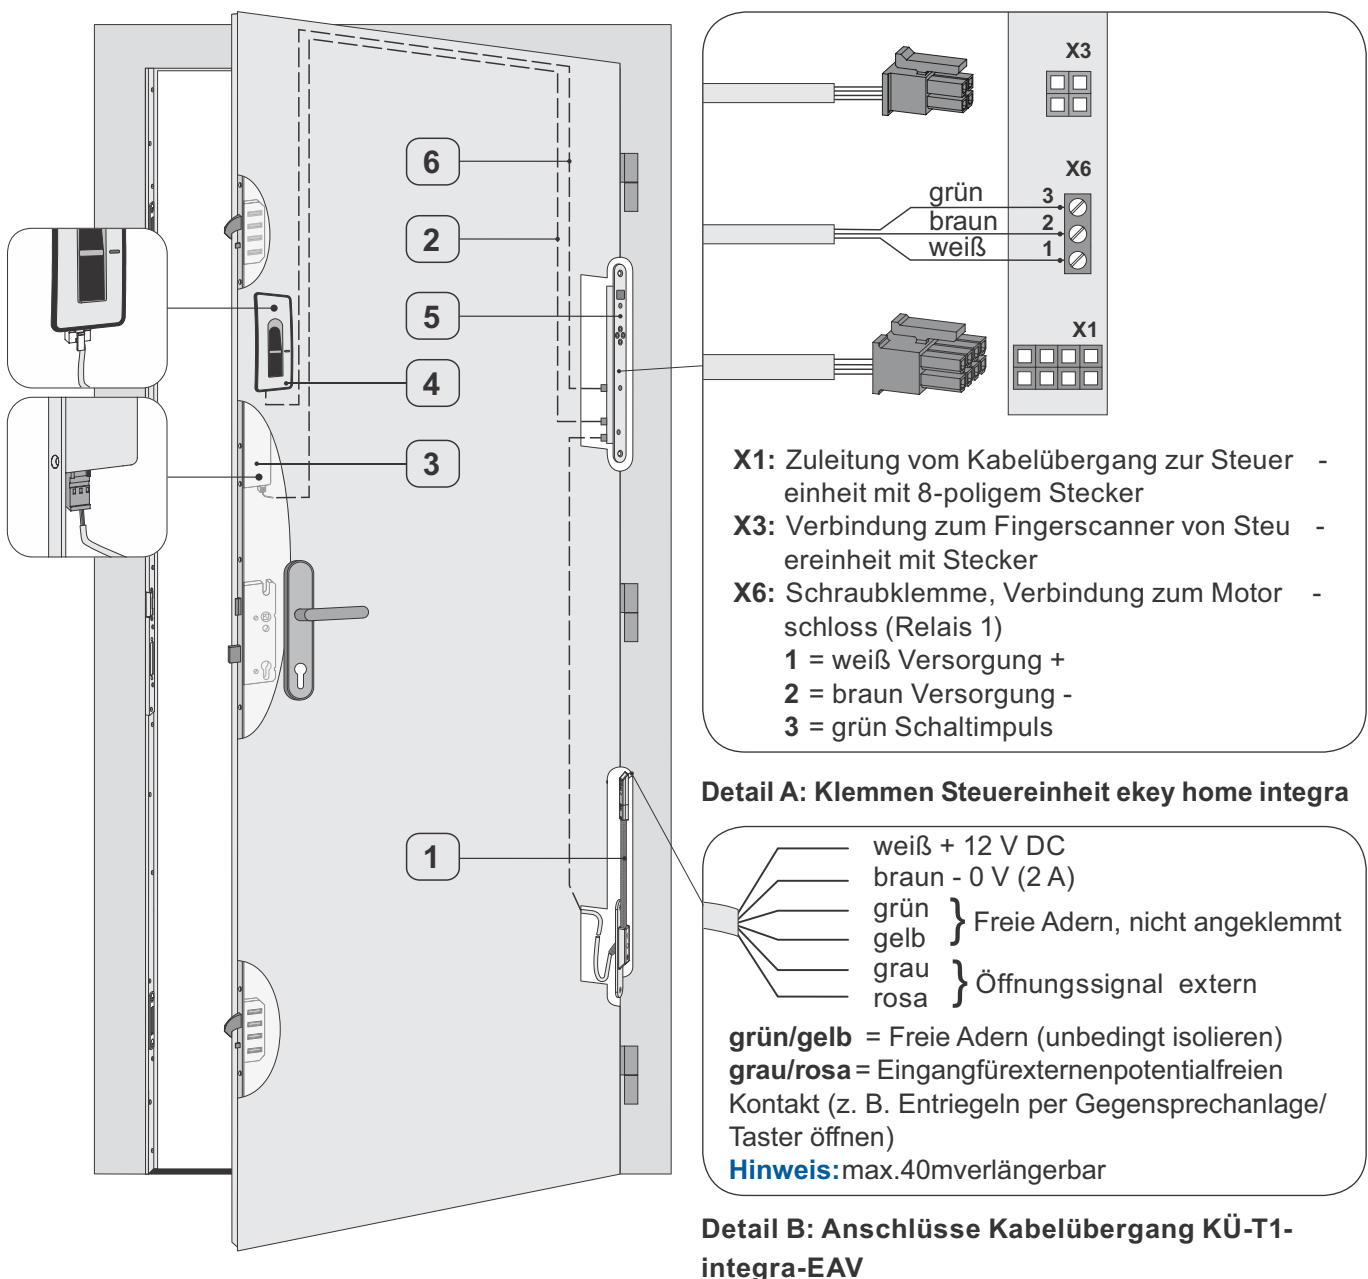 6
2
5
4
3
1
X3
X6
grün 3
braun 2
weiß 1
X1
X1: Zuleitung vom Kabelübergang zur Steuer -
einheit mit 8-poligem Stecker
X3: Verbindung zum Fingerscanner von Steu -
ereinheit mit Stecker
X6: Schraubklemme, Verbindung zum Motor -
schloss (Relais 1)
1 = weiß Versorgung +
2 = braun Versorgung -
3 = grün Schaltimpuls
Detail A: Klemmen Steuereinheit ekey home integra
weiß + 12 V DC
braun - 0 V (2 A)
grün
gelb
} Freie Adern, nicht angeklemmt
grau
rosa
} Öffnungssignal extern
grün/gelb = Freie Adern (unbedingt isolieren)
grau/rosa = Eingangfürexternenpotentialfreien
Kontakt (z. B. Entriegeln per Gegensprechanlage/
Taster öffnen)
Hinweis:max.40mverlängerbar
Detail B: Anschlüsse Kabelübergang KÜ-T1-
integra-EAV